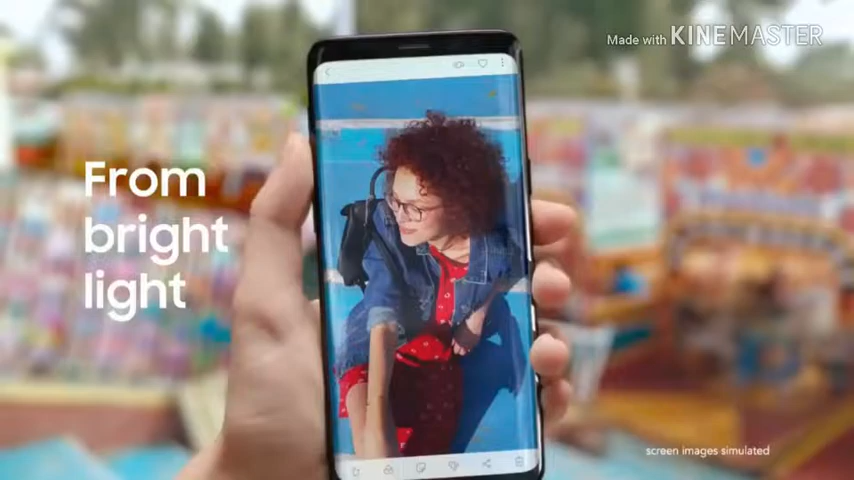 Made with KINEMASTER
From
bright
light
screen images simulated